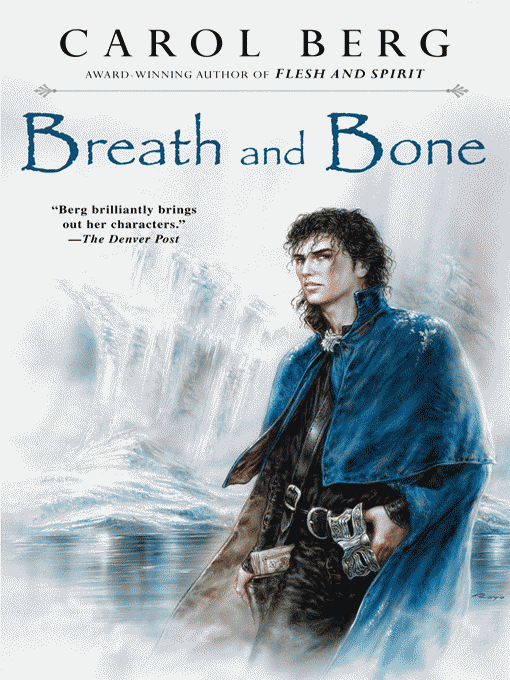 CAROL BERG
AWARD-WINNING AUTHOR OF FLESH AND SPIRIT
Breath and Bone
“Berg brilliantly brings
out her characters.”
—The Denver Post